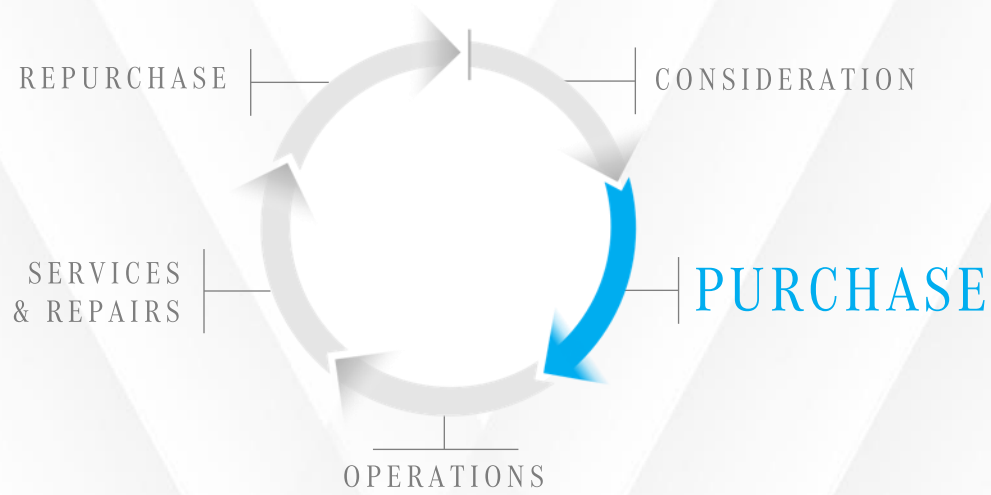 REPURCHASE
CONSIDERATION
SERVICES
& REPAIRS
PURCHASE
OPERATIONS